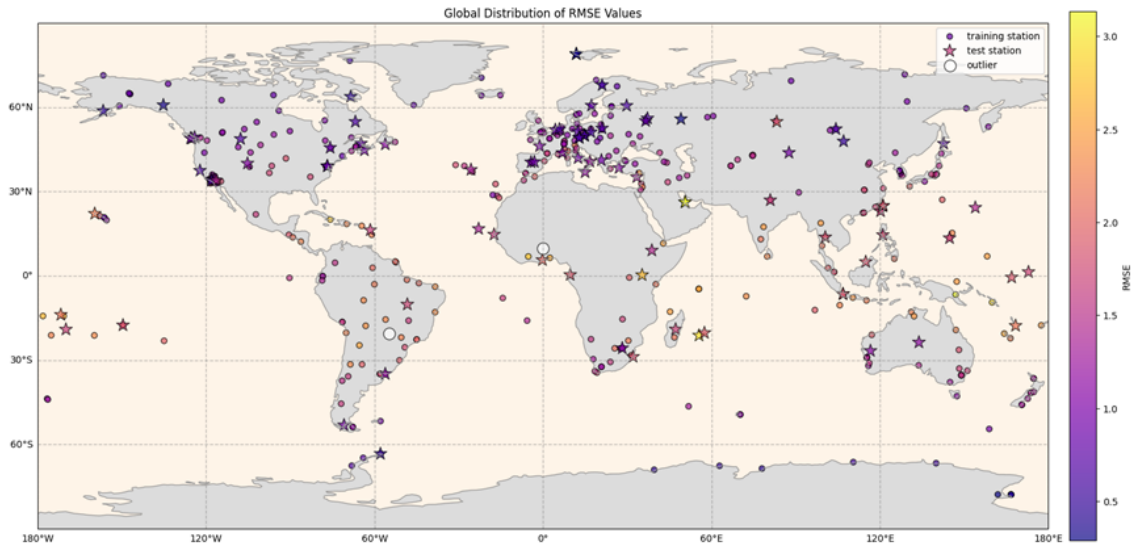 Global Distribution of RMSE Values
training station
test station
outlier
60°N
30°N
0°
30°S
60°S
180°W
120°W
60°W
0°
60°E
120°E
180°E
3.0
2.5
2.0
1.5
1.0
0.5
RMSE